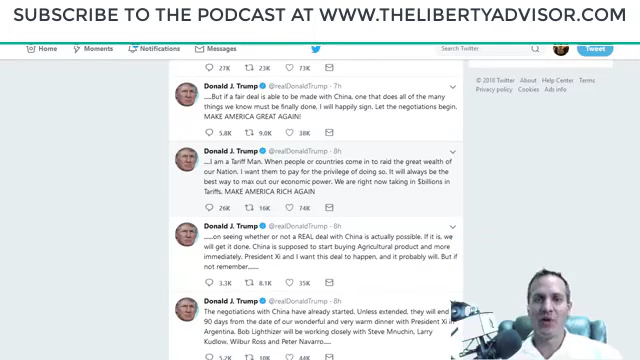 SUBSCRIBE TO THE PODCAST AT WWW.THELIBERTYADVISOR.COM
Home Moments Notifications Messages Search Twitter Tweet
27K 23K 73K
© 2018 Twitter About Help Center Terms
Privacy policy Cookies Ads info
Donald J. Trump @realDonaldTrump · 7h
.....But if a fair deal is able to be made with China, one that does all of the many
things we know must be finally done, I will happily sign. Let the negotiations begin.
MAKE AMERICA GREAT AGAIN!
5.8K 9.0K 38K
Donald J. Trump @realDonaldTrump · 8h
....I am a Tariff Man. When people or countries come in to raid the great wealth of
our Nation, I want them to pay for the privilege of doing so. It will always be the
best way to max out our economic power. We are right now taking in $billions in
Tariffs. MAKE AMERICA RICH AGAIN
26K 16K 74K
Donald J. Trump @realDonaldTrump · 8h
......on seeing whether or not a REAL deal with China is actually possible. If it is, we
will get it done. China is supposed to start buying Agricultural product and more
immediately. President Xi and I want this deal to happen, and it probably will. But if
not remember......
3.3K 8.1K 35K
Donald J. Trump @realDonaldTrump · 8h
The negotiations with China have already started. Unless extended, they will end
90 days from the date of our wonderful and very warm dinner with President Xi in
Argentina. Bob Lighthizer will be working closely with Steve Mnuchin, Larry
Kudlow, Wilbur Ross and Peter Navarro.....
5.2K 10K 44K